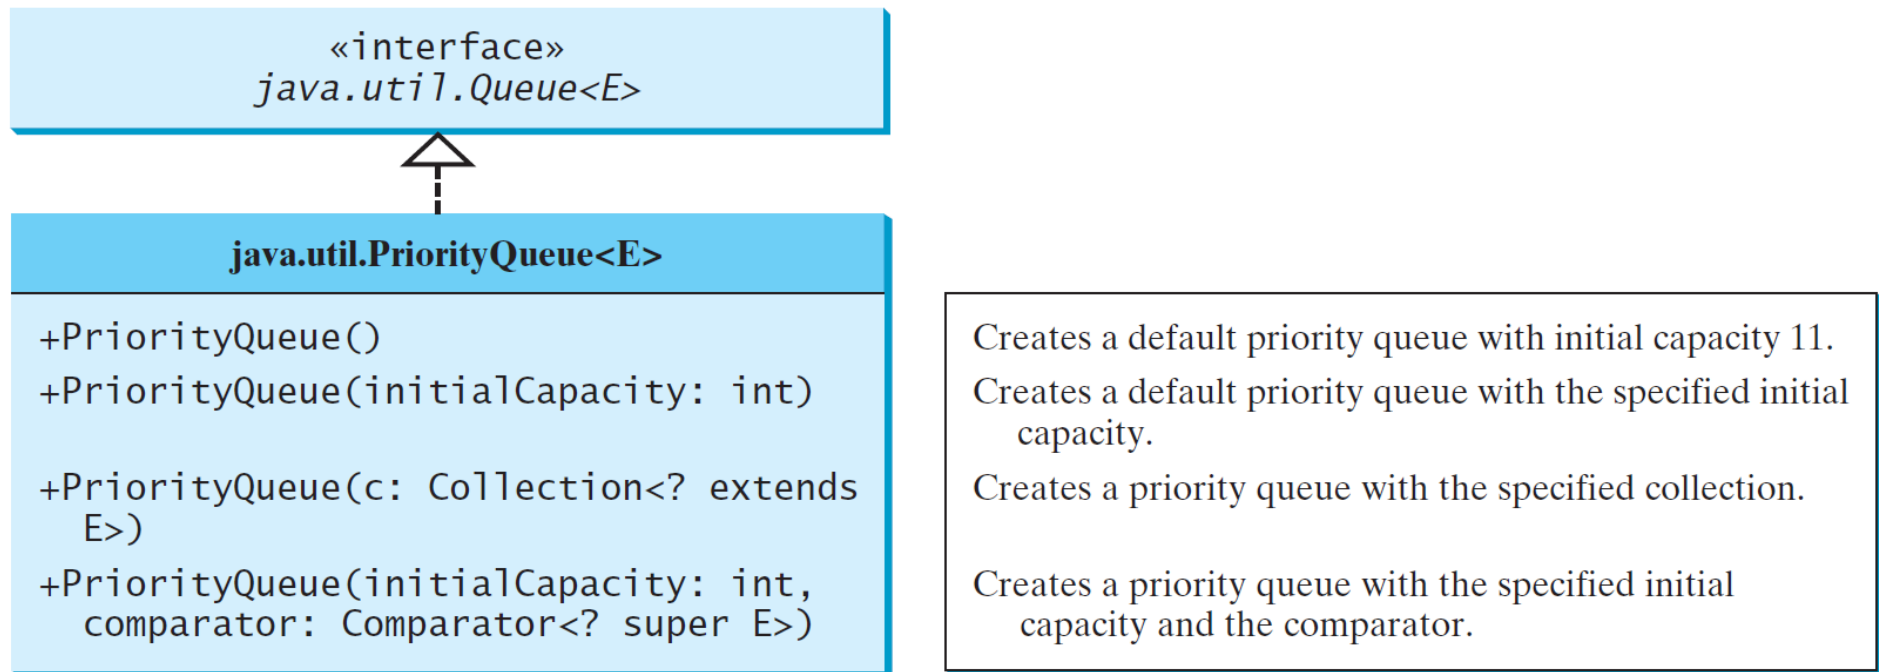 «interface»
java.util.Queue<E>
java.util.PriorityQueue<E>
+PriorityQueue()
+PriorityQueue(initialCapacity: int)
+PriorityQueue(c: Collection<? extends
E>)
+PriorityQueue(initialCapacity: int,
comparator: Comparator<? super E>)
Creates a default priority queue with initial capacity 11.
Creates a default priority queue with the specified initial
capacity.
Creates a priority queue with the specified collection.
Creates a priority queue with the specified initial
capacity and the comparator.